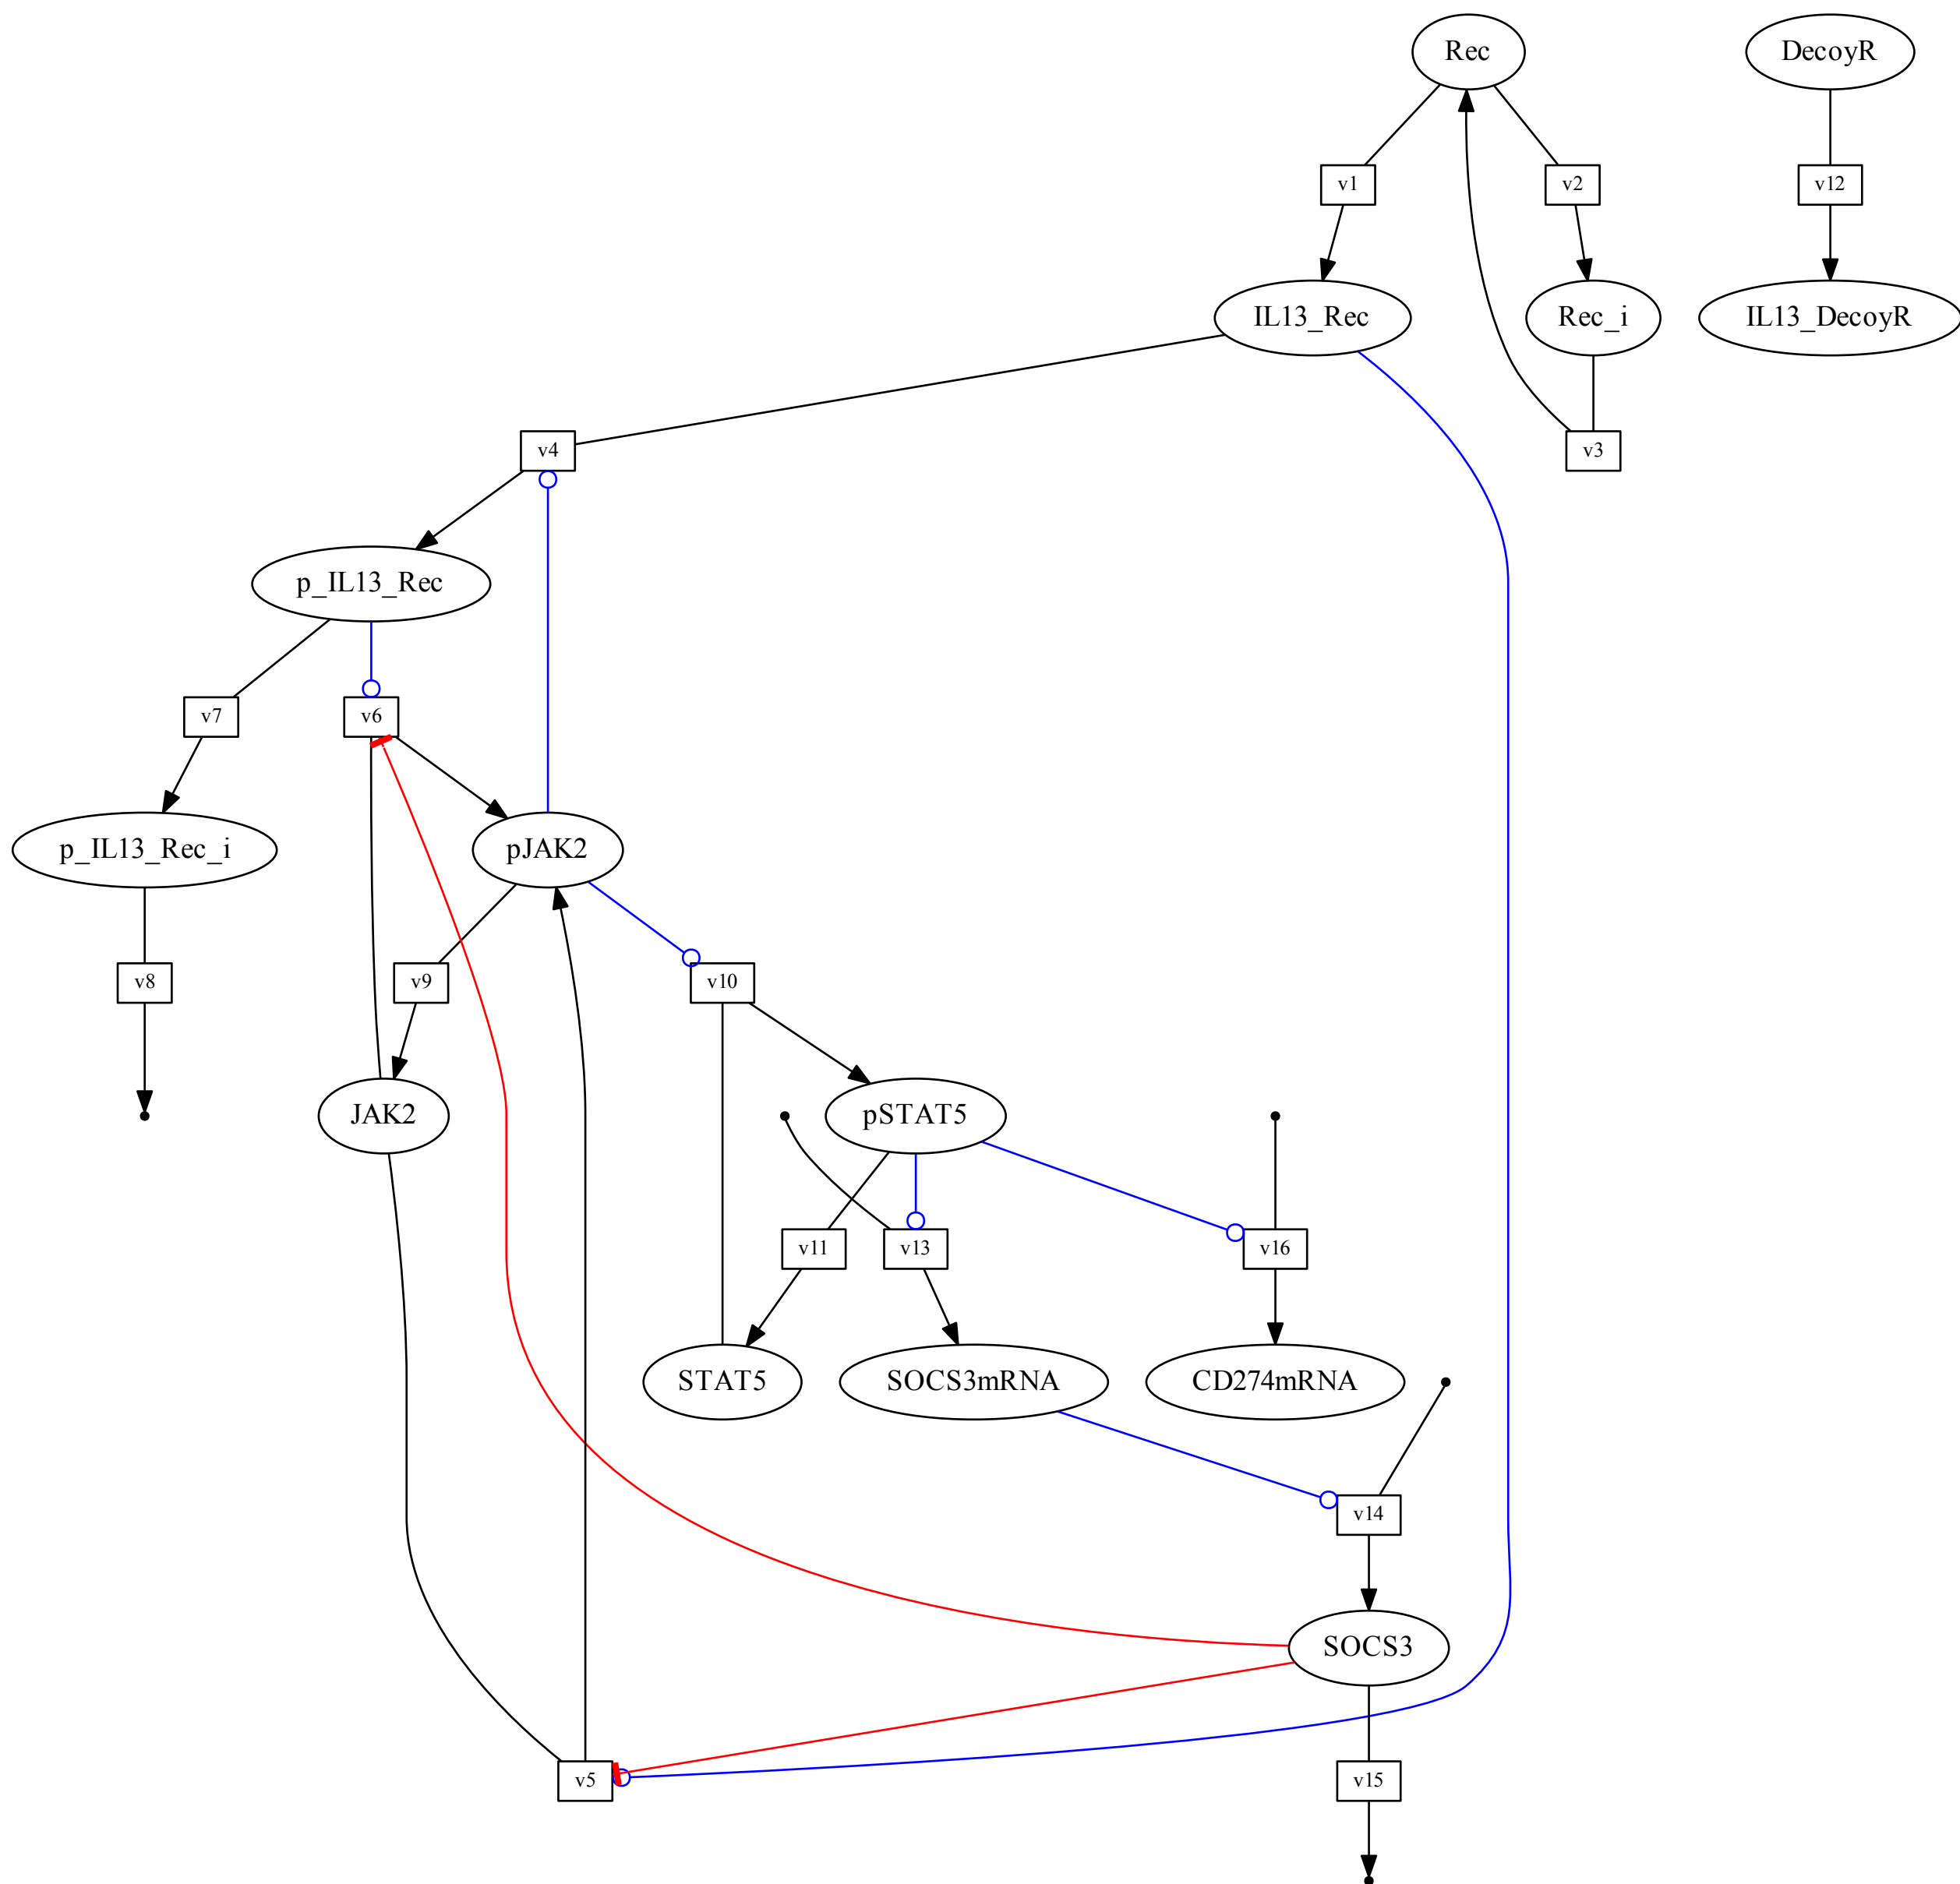 Rec
DecoyR
v1
v2
v12
IL13_Rec
Rec_i
IL13_DecoyR
v4
v3
p_IL13_Rec
v7
v6
p_IL13_Rec_i
pJAK2
v8
v9
v10
JAK2
pSTAT5
v11
v13
v16
STAT5
SOCS3mRNA
CD274mRNA
v14
SOCS3
v5
v15